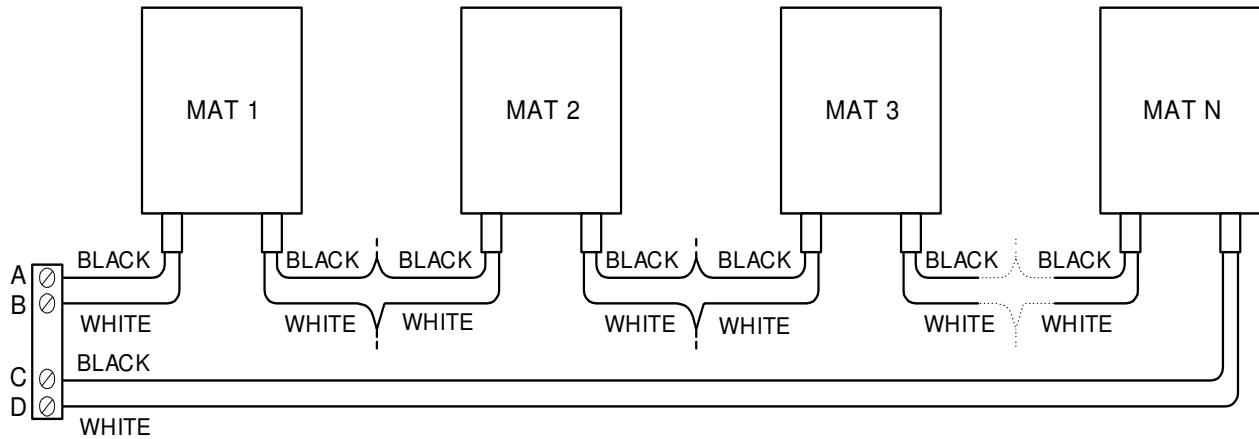 MAT 1 MAT 2 MAT 3 MAT N
A BLACK BLACK BLACK BLACK BLACK BLACK BLACK
B
WHITE WHITE WHITE WHITE WHITE WHITE WHITE
C BLACK
D
WHITE